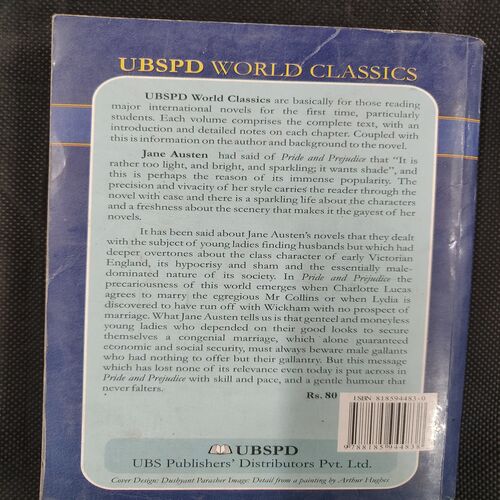 UBSPD WORLD CLASSICS
UBSPD World Classics are basically for those reading
major international novels for the first time, particularly
students. Each volume comprises the complete text, with an
introduction and detailed notes on each chapter. Coupled with
this is information on the author and background to the novel.
Jane Austen had said of Pride and Prejudice that "It is
rather too light, and bright, and sparkling; it wants shade", and
this is perhaps the reason of its immense popularity. The
precision and vivacity of her style carries the reader through the
novel with ease and there is a sparkling life about the characters
and a freshness about the scenery that makes it the gayest of her
novels.
It has been said about Jane Austen's novels that they dealt
with the subject of young ladies finding husbands but which had
deeper overtones about the class character of early Victorian
England, its hypocrisy and sham and the essentially male-
dominated nature of its society. In Pride and Prejudice the
precariousness of this world emerges when Charlotte Lucas
agrees to marry the egregious Mr Collins or when Lydia is
discovered to have run off with Wickham with no prospect of
marriage. What Jane Austen tells us is that genteel and moneyless
young ladies who depended on their good looks to secure
themselves a congenial marriage, which alone guaranteed
economic and social security, must always beware male gallants
who had nothing to offer but their gallantry. But this message
which has lost none of its relevance even today is put across in
Pride and Prejudice with skill and pace, and a gentle humour that
never falters.
Rs. 80
ISBN 818594483-0
9788185944838
UBSPD
UBS Publishers' Distributors Pvt. Ltd.
Cover Design: Dushyant Parasher Image: Detail from a painting by Arthur Hughes